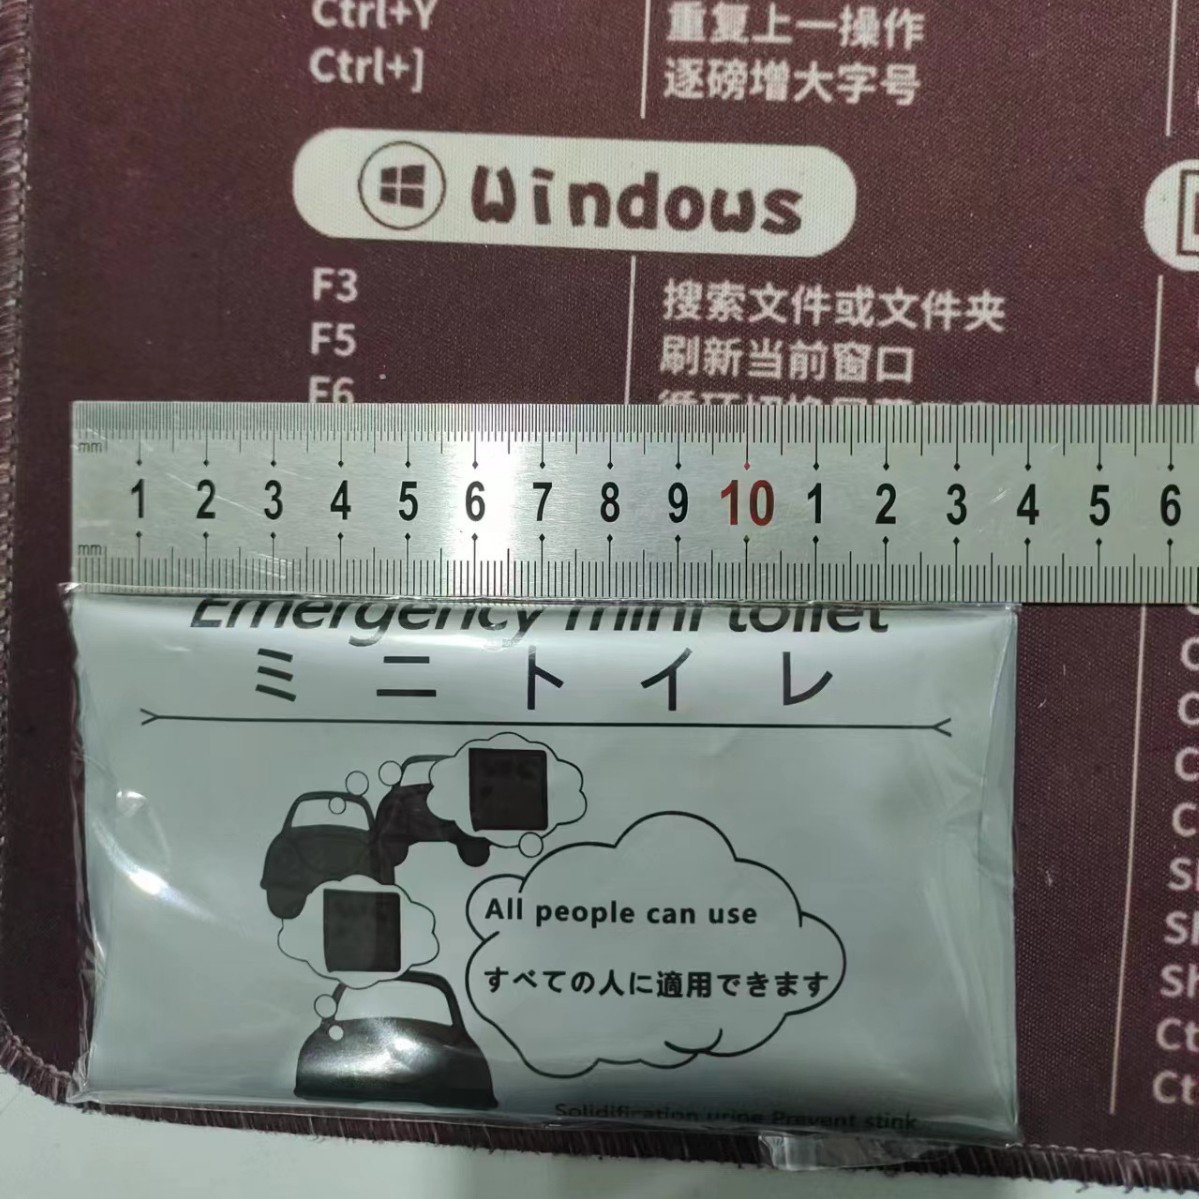 Ctrl+Y 重复上一操作
Ctrl+] 逐磅增大字号
Windows
F3 搜索文件或文件夹
F5 刷新当前窗口
F6
mm
1 2 3 4 5 6 7 8 9 10 1 2 3 4 5 6
mm
Emergency mini toilet
ミニトイレ
All people can use
すべての人に適用できます
Solidification urine Prevent stink